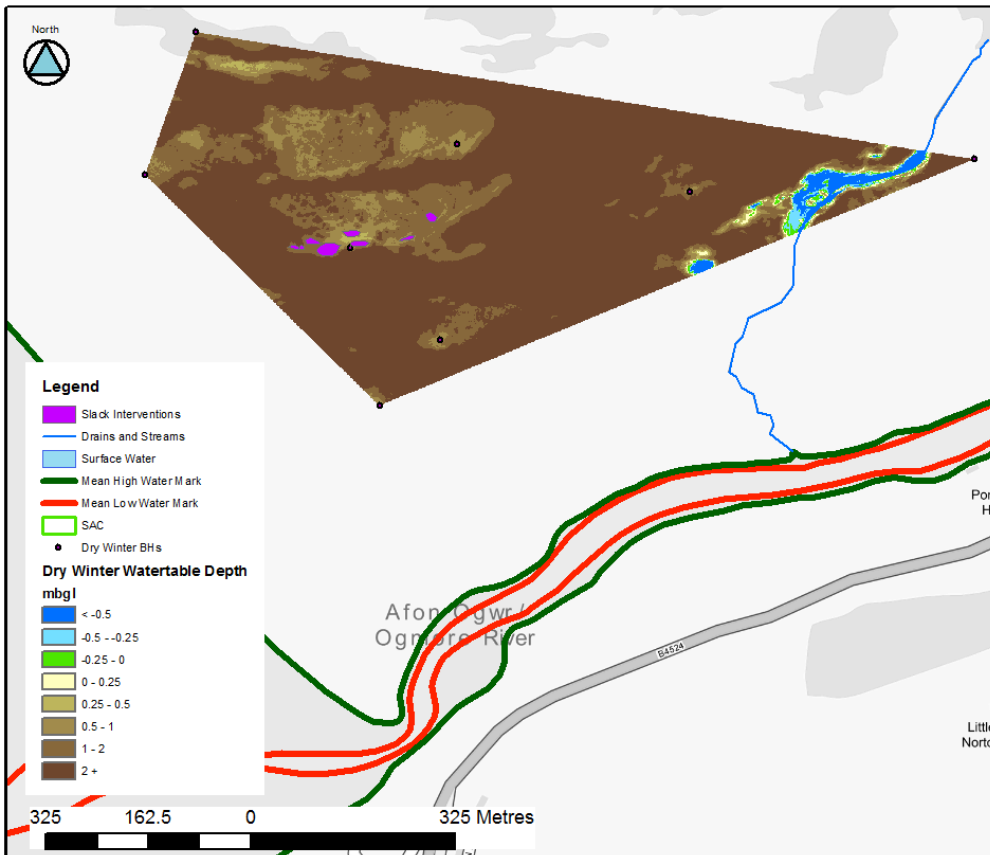 North
Legend
Slack Interventions
Drains and Streams
Surface Water
Mean High Water Mark
Mean Low Water Mark
SAC
Dry Winter BHs
Dry Winter Watertable Depth
mbgl
< -0.5
-0.5 - -0.25
-0.25 - 0
0 - 0.25
0.25 - 0.5
0.5 - 1
1 - 2
2 +
Afon Ogwr /
Ogmore River
B4524
Por
H
Little
Norto
325 162.5 0 325 Metres